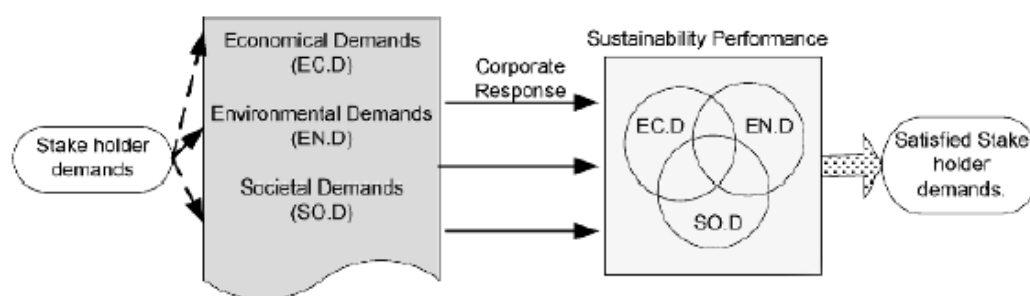 Stake holder
demands
Economical Demands
(EC.D)
Environmental Demands
(EN.D)
Societal Demands
(SO.D)
Corporate
Response
Sustainability Performance
EC.D
EN.D
SO.D
Satisfied Stake
holder
demands.